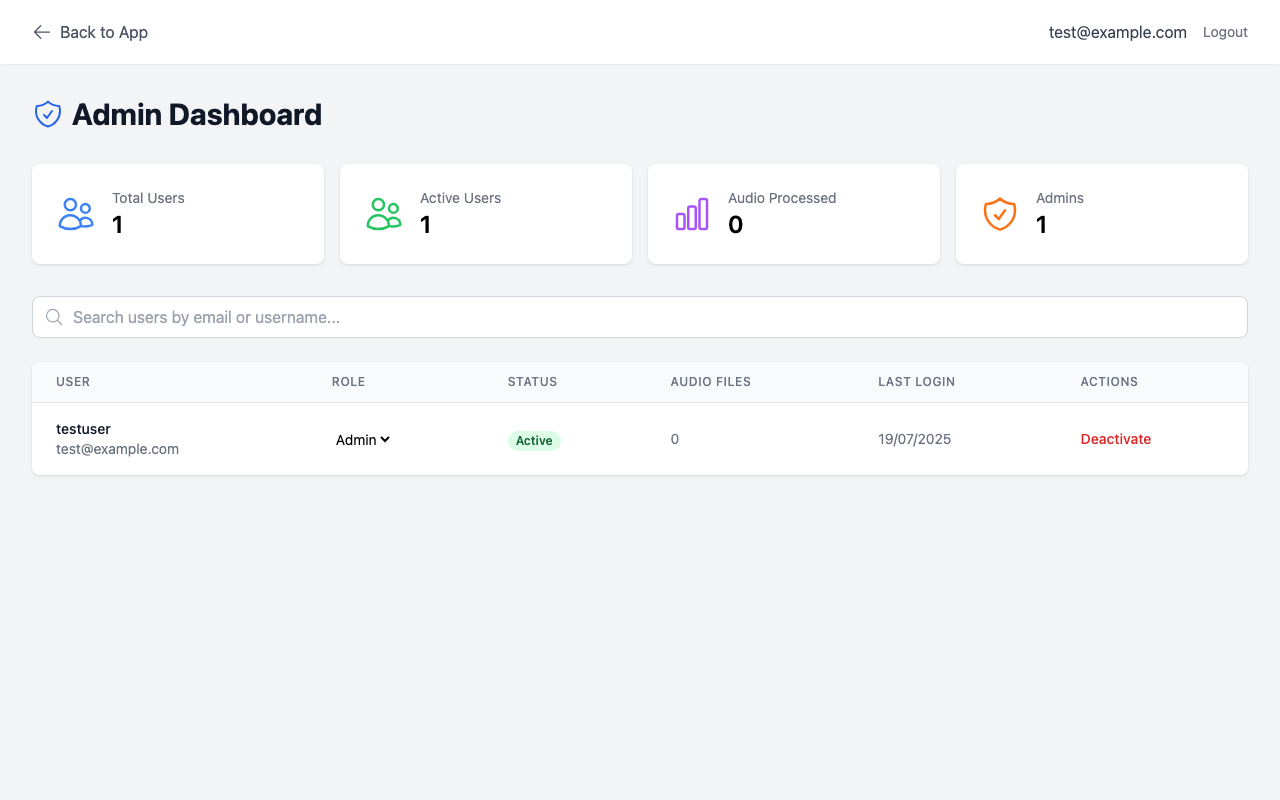 Back to App
test@example.com
Logout
Admin Dashboard
Total Users
1
Active Users
1
Audio Processed
0
Admins
1
Search users by email or username...
USER ROLE STATUS AUDIO FILES LAST LOGIN ACTIONS
testuser
test@example.com
Admin
Active
0
19/07/2025
Deactivate